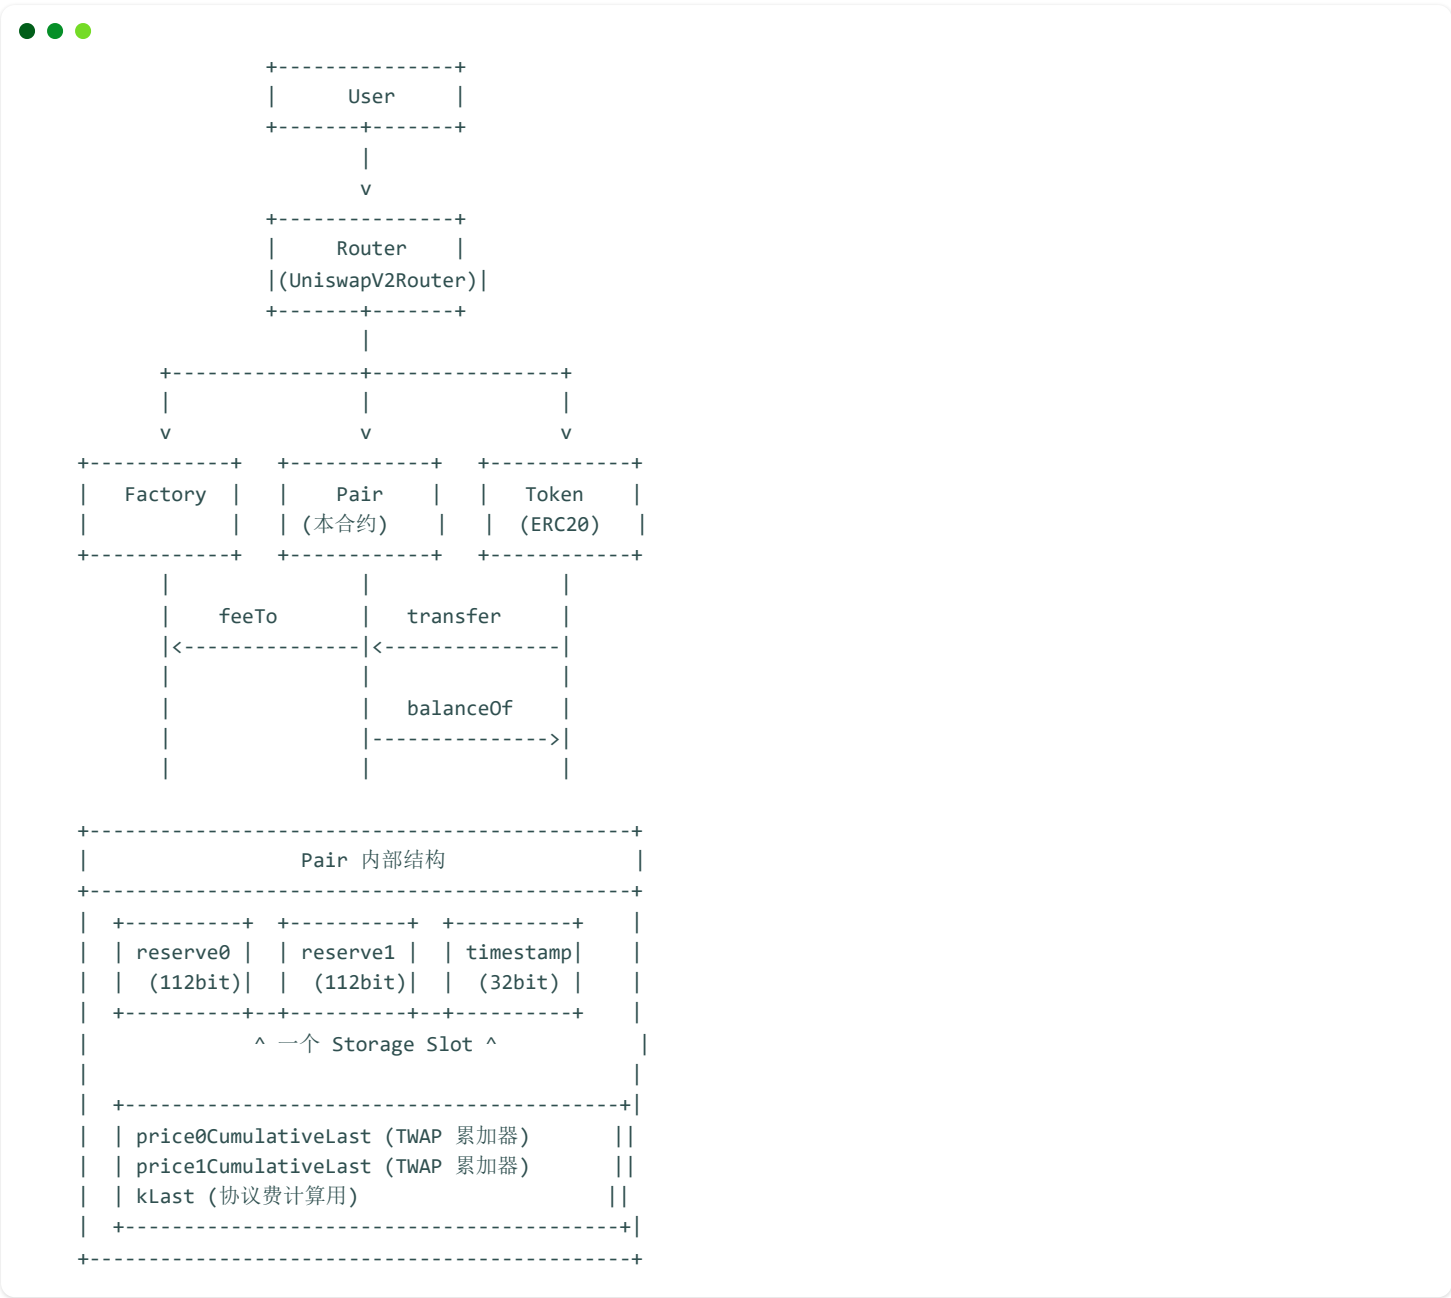 +---------------+
|      User     |
+-------+-------+
|
v
+---------------+
|     Router    |
|(UniswapV2Router)|
+-------+-------+
|
+----------------+----------------+
|                |                |
v                v                v
+------------+   +------------+   +------------+
|   Factory  |   |    Pair    |   |   Token    |
|            |   | (本合约)    |   |  (ERC20)   |
+------------+   +------------+   +------------+
|                |                |
|    feeTo       |   transfer     |
|<---------------|<---------------|
|                |                |
|                |   balanceOf    |
|                |--------------->|
|                |                |
+----------------------------------------------+
|                  Pair 内部结构                |
+----------------------------------------------+
|  +----------+  +----------+  +----------+    |
|  | reserve0 |  | reserve1 |  | timestamp|    |
|  |  (112bit)|  |  (112bit)|  |  (32bit) |    |
|  +----------+--+----------+--+----------+    |
|              ^ 一个 Storage Slot ^            |
|                                              |
|  +------------------------------------------+|
|  | price0CumulativeLast (TWAP 累加器)       ||
|  | price1CumulativeLast (TWAP 累加器)       ||
|  | kLast (协议费计算用)                     ||
|  +------------------------------------------+|
+----------------------------------------------+